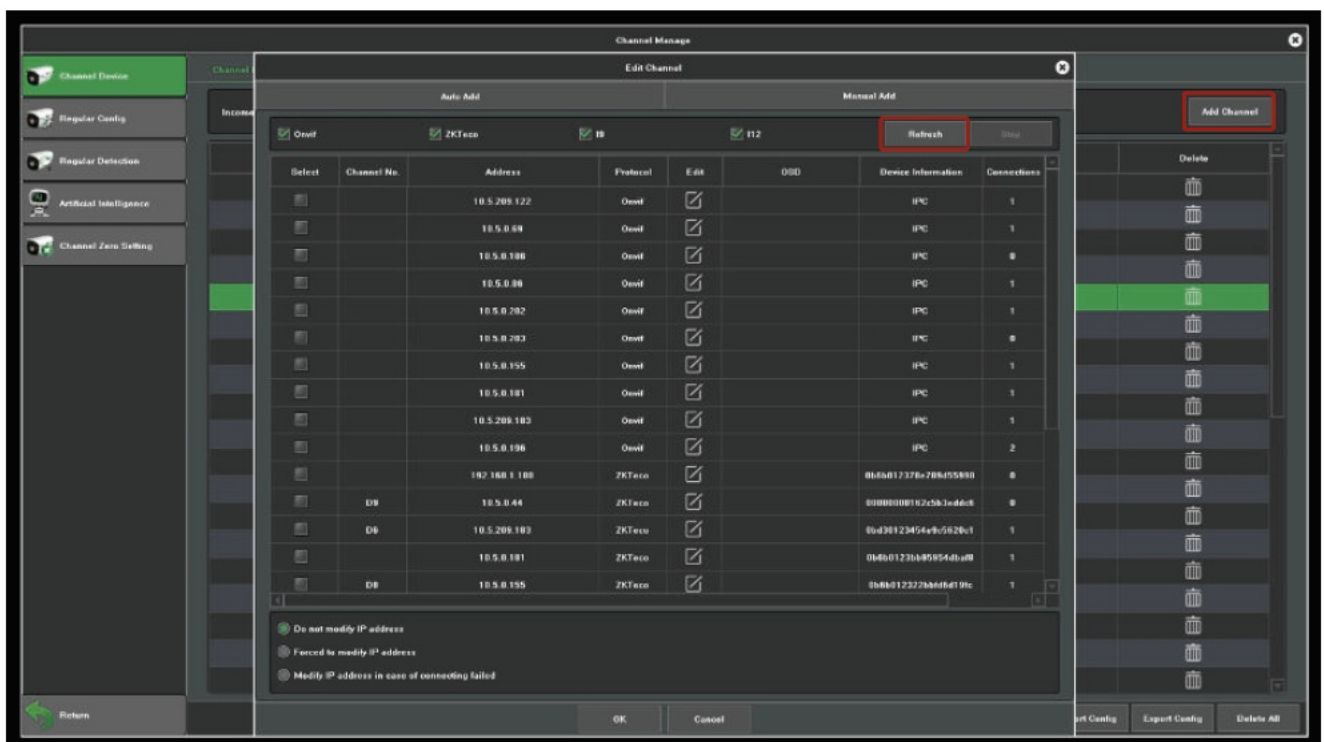 Channel Manage
Channel Device
Channel
Edit Channel
Auto Add
Manual Add
Regular Config
Income
Add Channel
Onvif ZKTeco I9 I12 Refresh Stop
Regular Detection
Delete
Select Channel No. Address Protocol Edit OSD Device Information Connections
Artificial Intelligence
10.5.209.122 Onvif IPC 1
10.5.0.69 Onvif IPC 1
Channel Zero Setting
10.5.0.106 Onvif IPC 0
10.5.0.86 Onvif IPC 1
10.5.0.202 Onvif IPC 1
10.5.0.203 Onvif IPC 0
10.5.0.155 Onvif IPC 1
10.5.0.181 Onvif IPC 1
10.5.209.183 Onvif IPC 1
10.5.0.196 Onvif IPC 2
192.168.1.100 ZKTeco 0
D9 10.5.0.44 ZKTeco 0
D6 10.5.209.183 ZKTeco 1
10.5.0.181 ZKTeco 1
D8 10.5.0.155 ZKTeco 1
Do not modify IP address
Forced to modify IP address
Modify IP address in case of connecting failed
Return
OK Cancel
ort Config Export Config Delete All